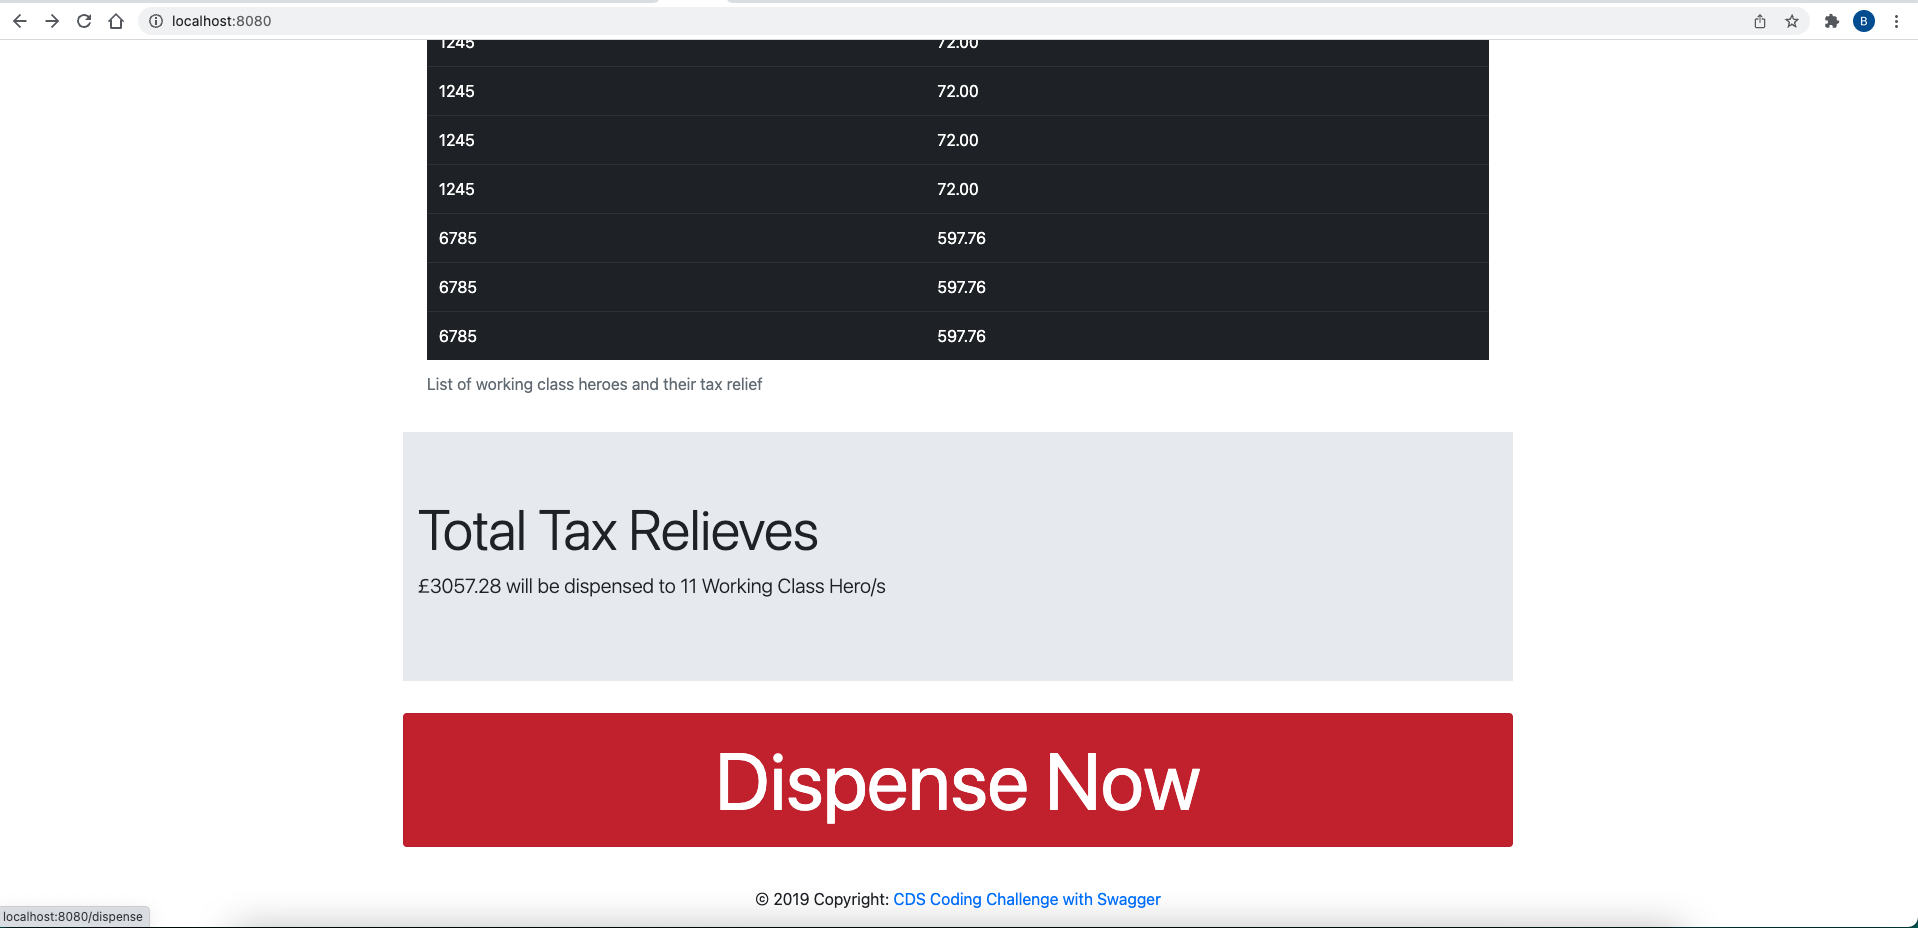 localhost:8080
B
1245 72.00
1245 72.00
1245 72.00
1245 72.00
6785 597.76
6785 597.76
6785 597.76
List of working class heroes and their tax relief
Total Tax Relieves
£3057.28 will be dispensed to 11 Working Class Hero/s
Dispense Now
© 2019 Copyright: CDS Coding Challenge with Swagger
localhost:8080/dispense